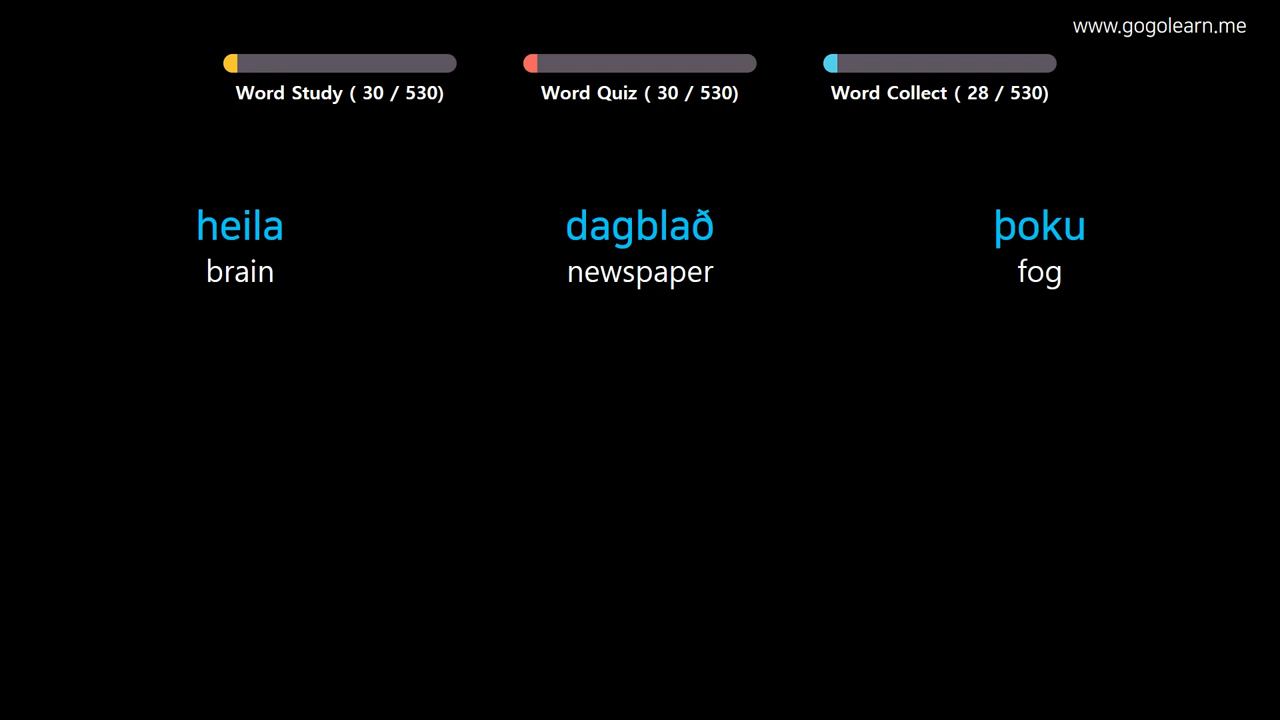 www.gogolearn.me
Word Study ( 30 / 530)
Word Quiz ( 30 / 530)
Word Collect ( 28 / 530)
heila
brain
dagblað
newspaper
þoku
fog